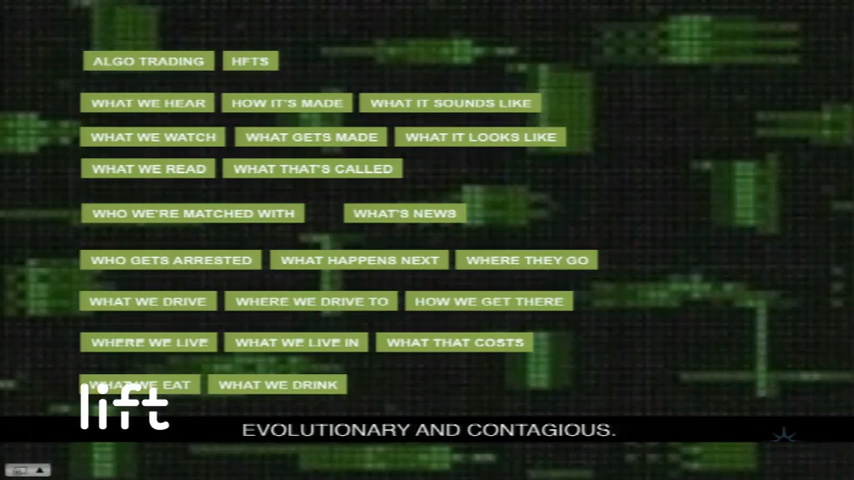 ALGO TRADING HFTS
WHAT WE HEAR HOW IT'S MADE WHAT IT SOUNDS LIKE
WHAT WE WATCH WHAT GETS MADE WHAT IT LOOKS LIKE
WHAT WE READ WHAT THAT'S CALLED
WHO WE'RE MATCHED WITH WHAT'S NEWS
WHO GETS ARRESTED WHAT HAPPENS NEXT WHERE THEY GO
WHAT WE DRIVE WHERE WE DRIVE TO HOW WE GET THERE
WHERE WE LIVE WHAT WE LIVE IN WHAT THAT COSTS
WHAT WE EAT WHAT WE DRINK
lift
EVOLUTIONARY AND CONTAGIOUS.